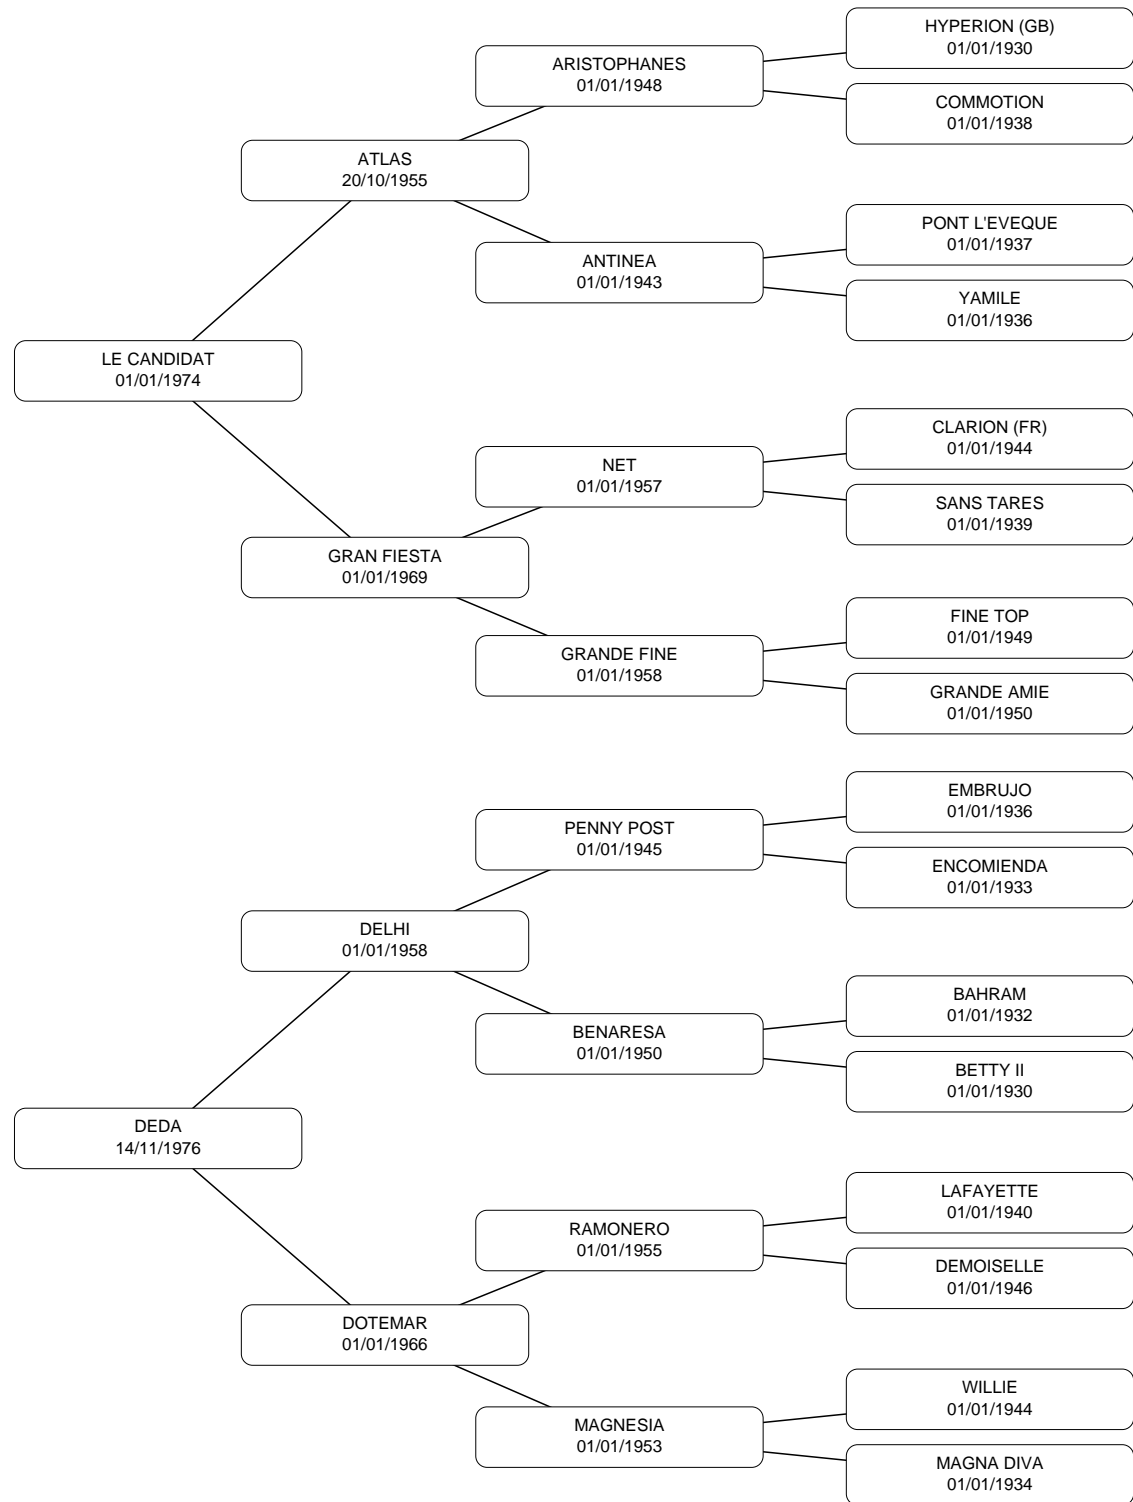 HYPERION (GB)
01/01/1930
ARISTOPHANES
01/01/1948
COMMOTION
01/01/1938
ATLAS
20/10/1955
PONT L'EVEQUE
01/01/1937
ANTINEA
01/01/1943
YAMILE
01/01/1936
LE CANDIDAT
01/01/1974
CLARION (FR)
01/01/1944
NET
01/01/1957
SANS TARES
01/01/1939
GRAN FIESTA
01/01/1969
FINE TOP
01/01/1949
GRANDE FINE
01/01/1958
GRANDE AMIE
01/01/1950
EMBRUJO
01/01/1936
PENNY POST
01/01/1945
ENCOMIENDA
01/01/1933
DELHI
01/01/1958
BAHRAM
01/01/1932
BENARESA
01/01/1950
BETTY II
01/01/1930
DEDA
14/11/1976
LAFAYETTE
01/01/1940
RAMONERO
01/01/1955
DEMOISELLE
01/01/1946
DOTEMAR
01/01/1966
WILLIE
01/01/1944
MAGNESIA
01/01/1953
MAGNA DIVA
01/01/1934